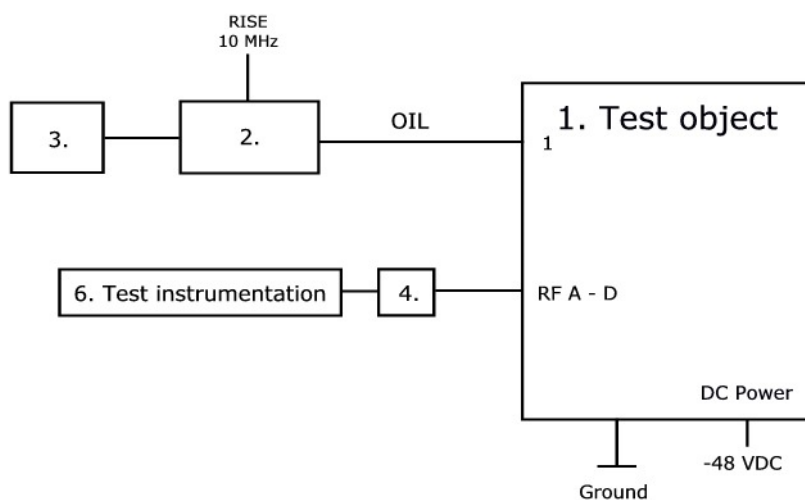 RISE
10 MHz
3.
2.
OIL
1. Test object
1
6. Test instrumentation
4.
RF A - D
DC Power
-48 VDC
Ground